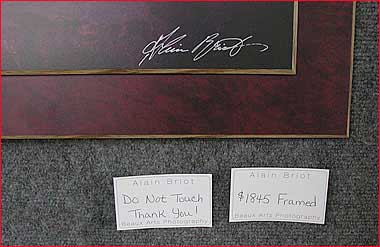 Alain Briot
Alain Briot
Do Not Touch
Thank You
Beaux Arts Photography
Alain Briot
$1845 Framed
Beaux Arts Photography